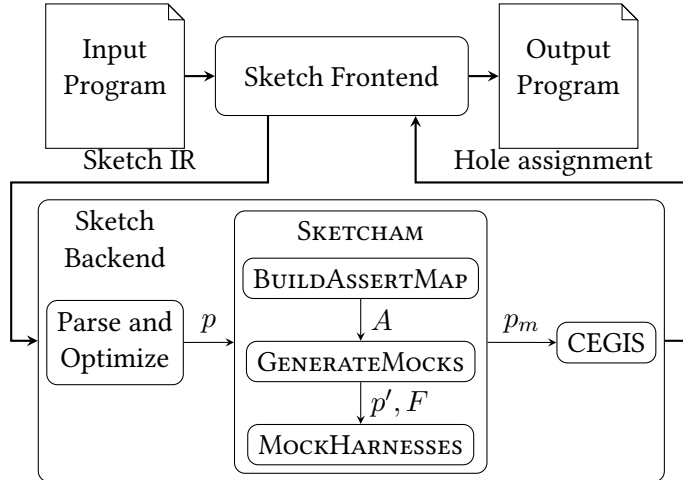 Input
Program
Sketch Frontend
Output
Program
Sketch IR
Hole assignment
Sketch
Backend
SKETCHAM
BUILDASSERTMAP
Parse and
Optimize
p
A
p_m
CEGIS
GENERATEMOCKS
p′, F
MOCKHARNESSES